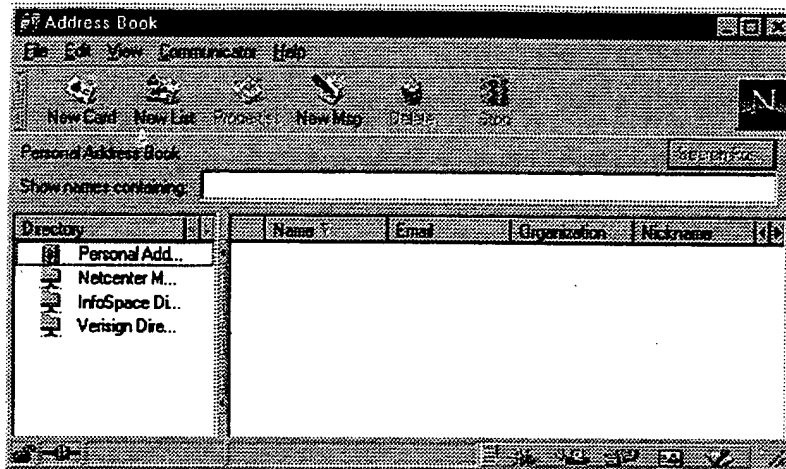 Address Book
File Edit View Communicator Help
New Card New List Properties New Msg Delete Stop
N
Personal Address Book Search For...
Show names containing:
Directory Name Email Organization Nickname
Personal Add...
Netcenter M...
InfoSpace Di...
Verisign Dire...